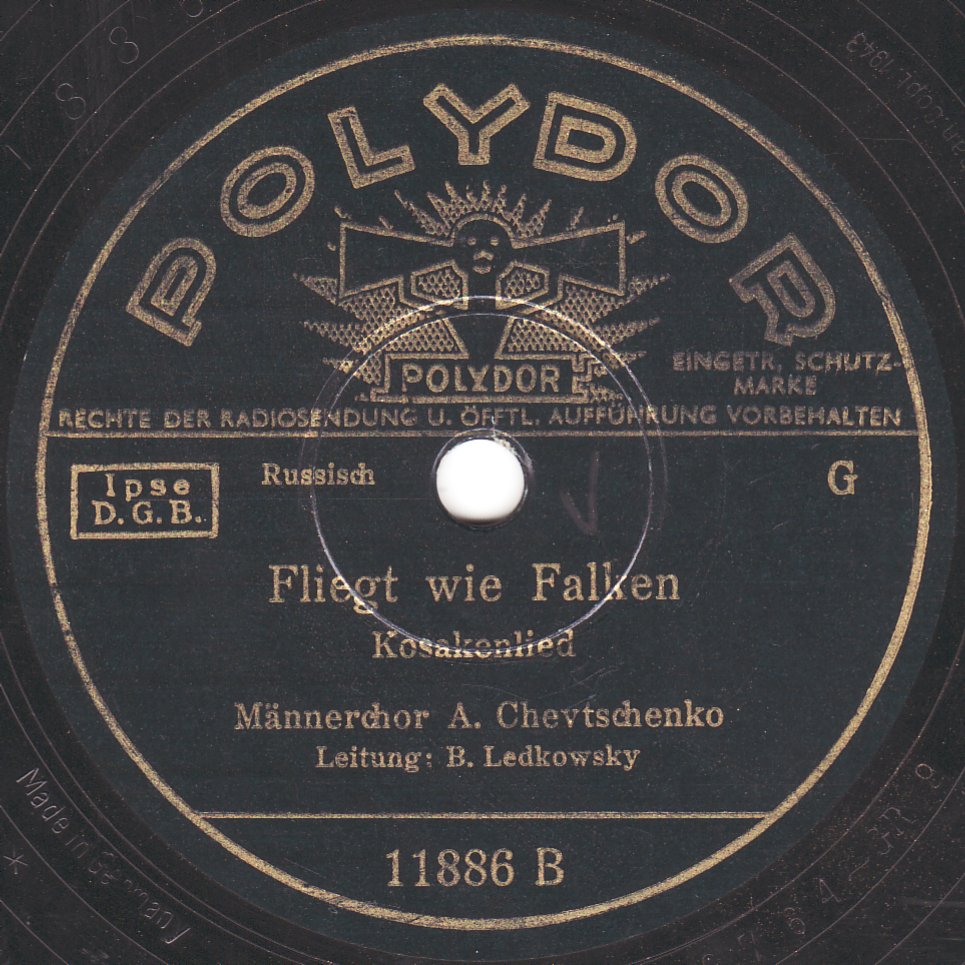 POLYDOR
POLYDOR
EINGETR. SCHUTZ-
MARKE
RECHTE DER RADIOSENDUNG U. ÖFFTL. AUFFÜHRUNG VORBEHALTEN
Ipse
D.G.B.
Russisch
G
Fliegt wie Falken
Kosakenlied
Männerchor A. Chevtschenko
Leitung: B. Ledkowsky
11886 B
Made in Germany